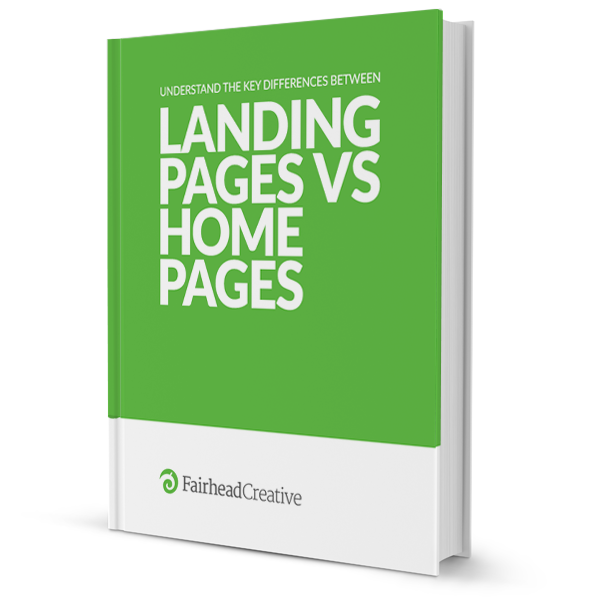 UNDERSTAND THE KEY DIFFERENCES BETWEEN
LANDING
PAGES VS
HOME
PAGES
FairheadCreative